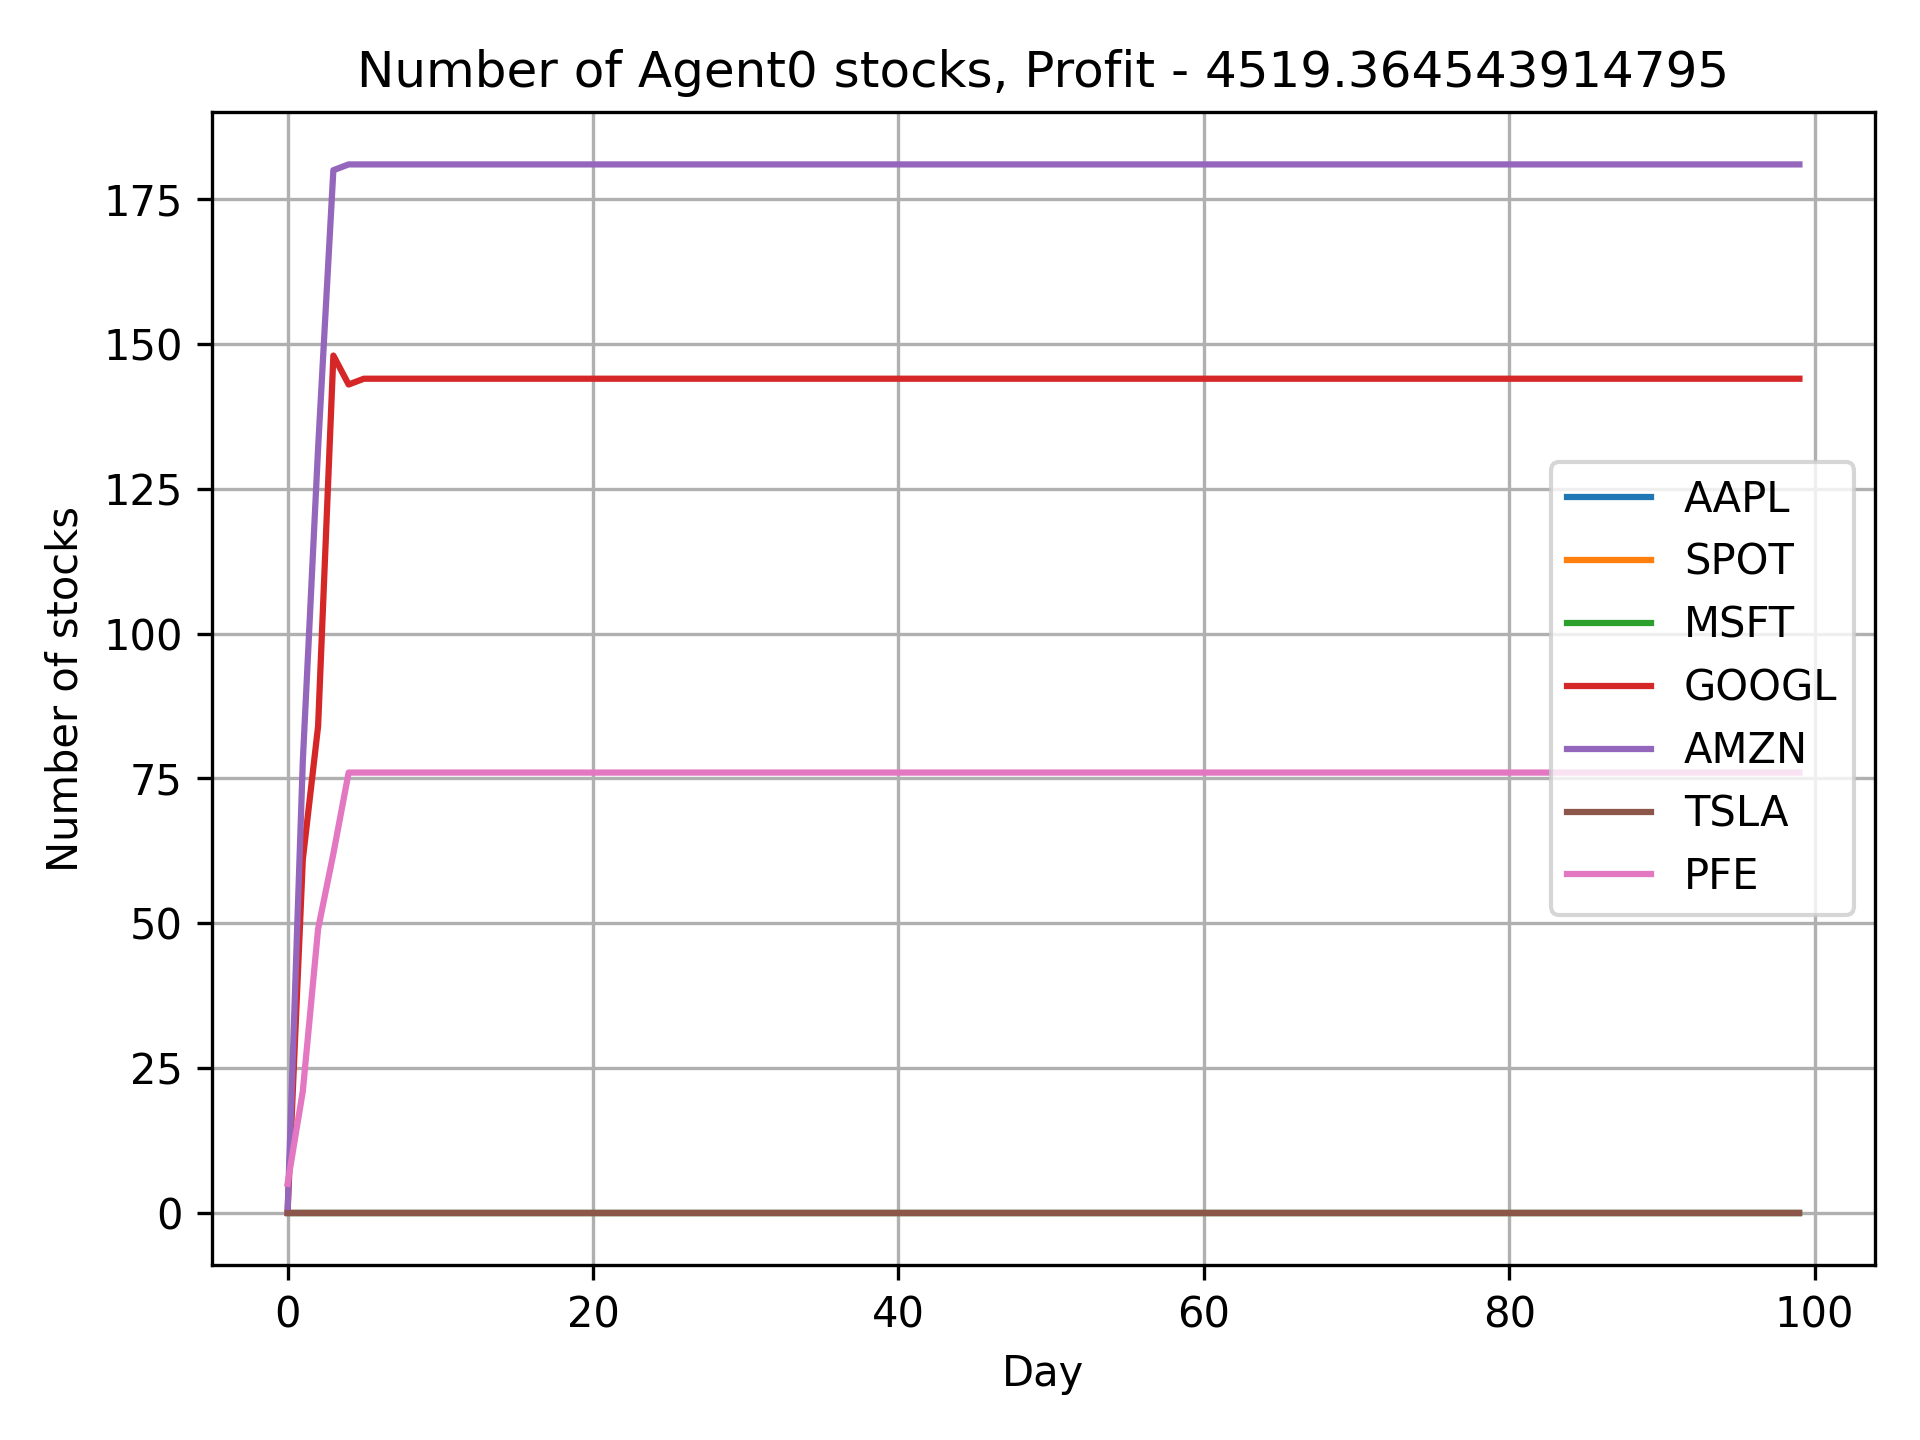 Number of Agent0 stocks, Profit - 4519.364543914795
175
150
125
100
75
50
25
0
Number of stocks
AAPL
SPOT
MSFT
GOOGL
AMZN
TSLA
PFE
0 20 40 60 80 100
Day